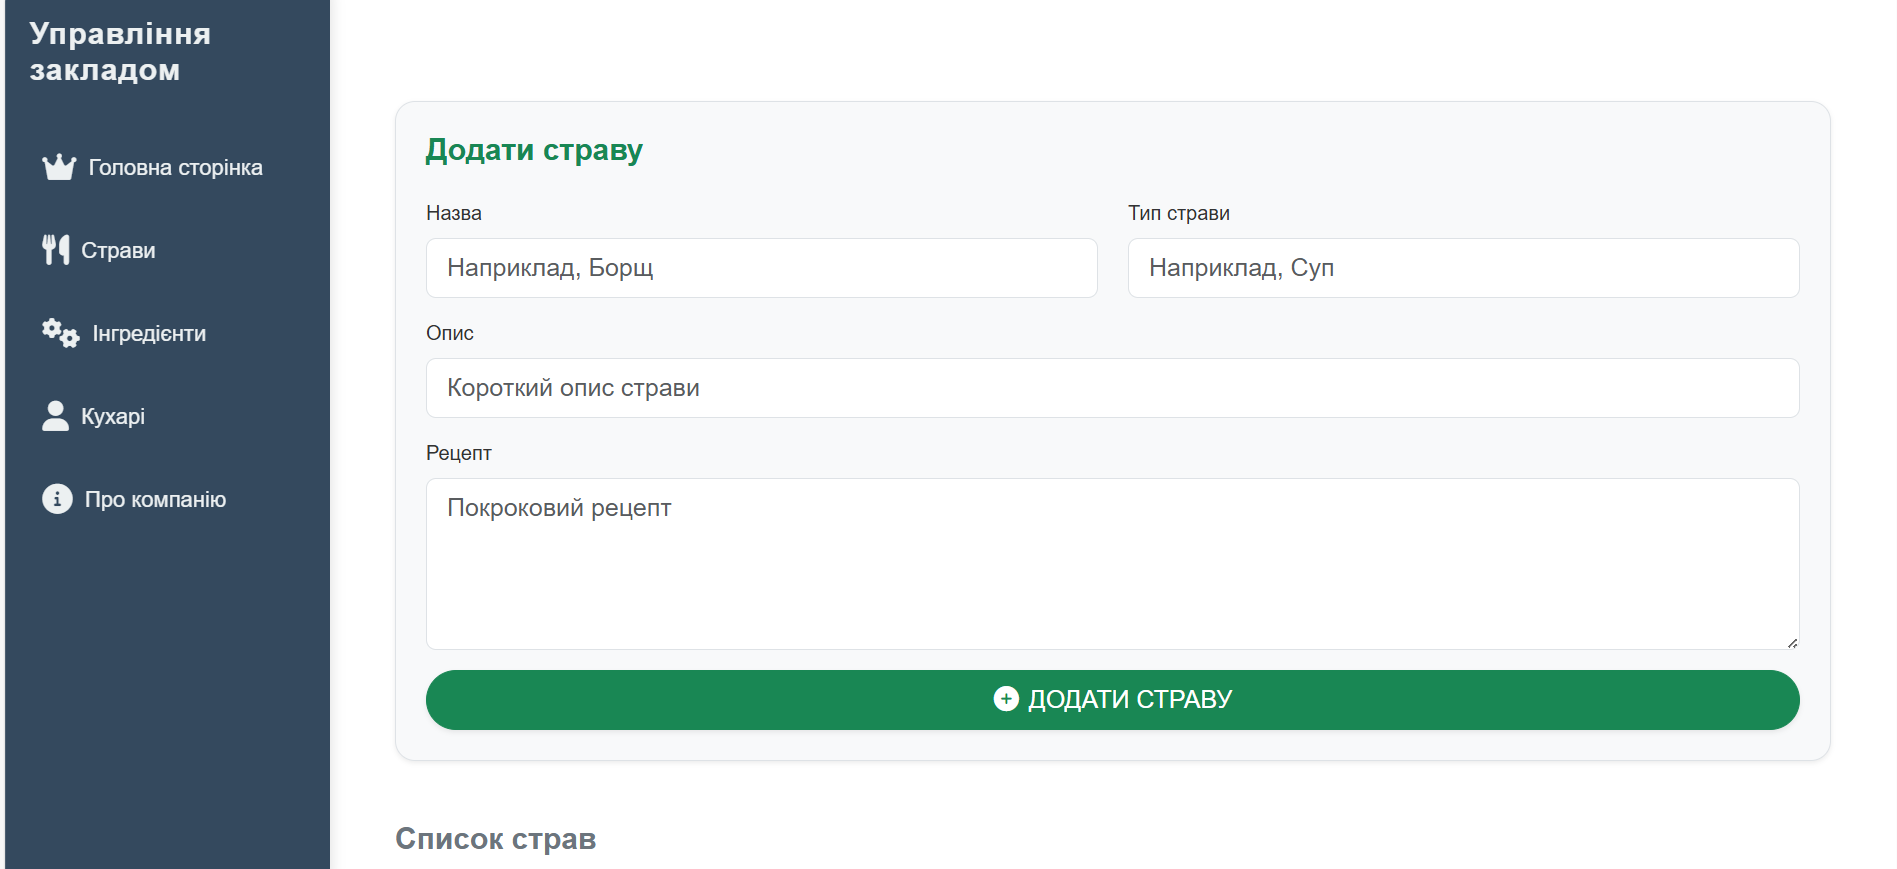 Управління
закладом
Головна сторінка
Страви
Інгредієнти
Кухарі
Про компанію
Додати страву
Назва
Тип страви
Наприклад, Борщ
Наприклад, Суп
Опис
Короткий опис страви
Рецепт
Покроковий рецепт
ДОДАТИ СТРАВУ
Список страв